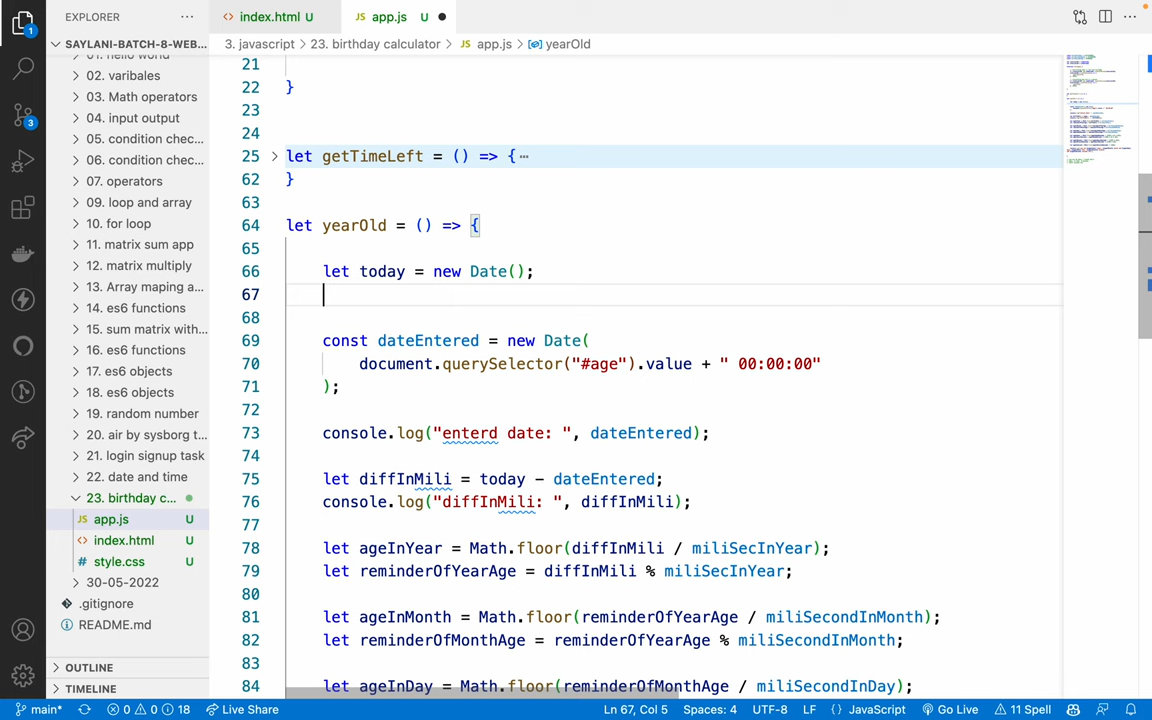 EXPLORER
SAYLANI-BATCH-8-WEB...
01. hello world
02. varibales
03. Math operators
04. input output
05. condition chec...
06. condition chec...
07. operators
09. loop and array
10. for loop
11. matrix sum app
12. matrix multiply
13. Array maping a...
14. es6 functions
15. sum matrix with...
16. es6 functions
17. es6 objects
18. es6 objects
19. random number
20. air by sysborg t...
21. login signup task
22. date and time
23. birthday c...
JS app.js U
<> index.html U
# style.css U
30-05-2022
.gitignore
README.md
OUTLINE
TIMELINE
1
3
<> index.html U
JS app.js U
3. javascript > 23. birthday calculator > JS app.js > yearOld
21
22 }
23
24
25 let getTimeLeft = () => {
62 }
63
64 let yearOld = () => {
65
66 let today = new Date();
67
68
69 const dateEntered = new Date(
70 document.querySelector("#age").value + " 00:00:00"
71 );
72
73 console.log("enterd date: ", dateEntered);
74
75 let diffInMili = today - dateEntered;
76 console.log("diffInMili: ", diffInMili);
77
78 let ageInYear = Math.floor(diffInMili / miliSecInYear);
79 let reminderOfYearAge = diffInMili % miliSecInYear;
80
81 let ageInMonth = Math.floor(reminderOfYearAge / miliSecondInMonth);
82 let reminderOfMonthAge = reminderOfYearAge % miliSecondInMonth;
83
84 let ageInDay = Math.floor(reminderOfMonthAge / miliSecondInDay);
main* 0 0 18 Live Share Ln 67, Col 5 Spaces: 4 UTF-8 LF {} JavaScript Go Live 11 Spell